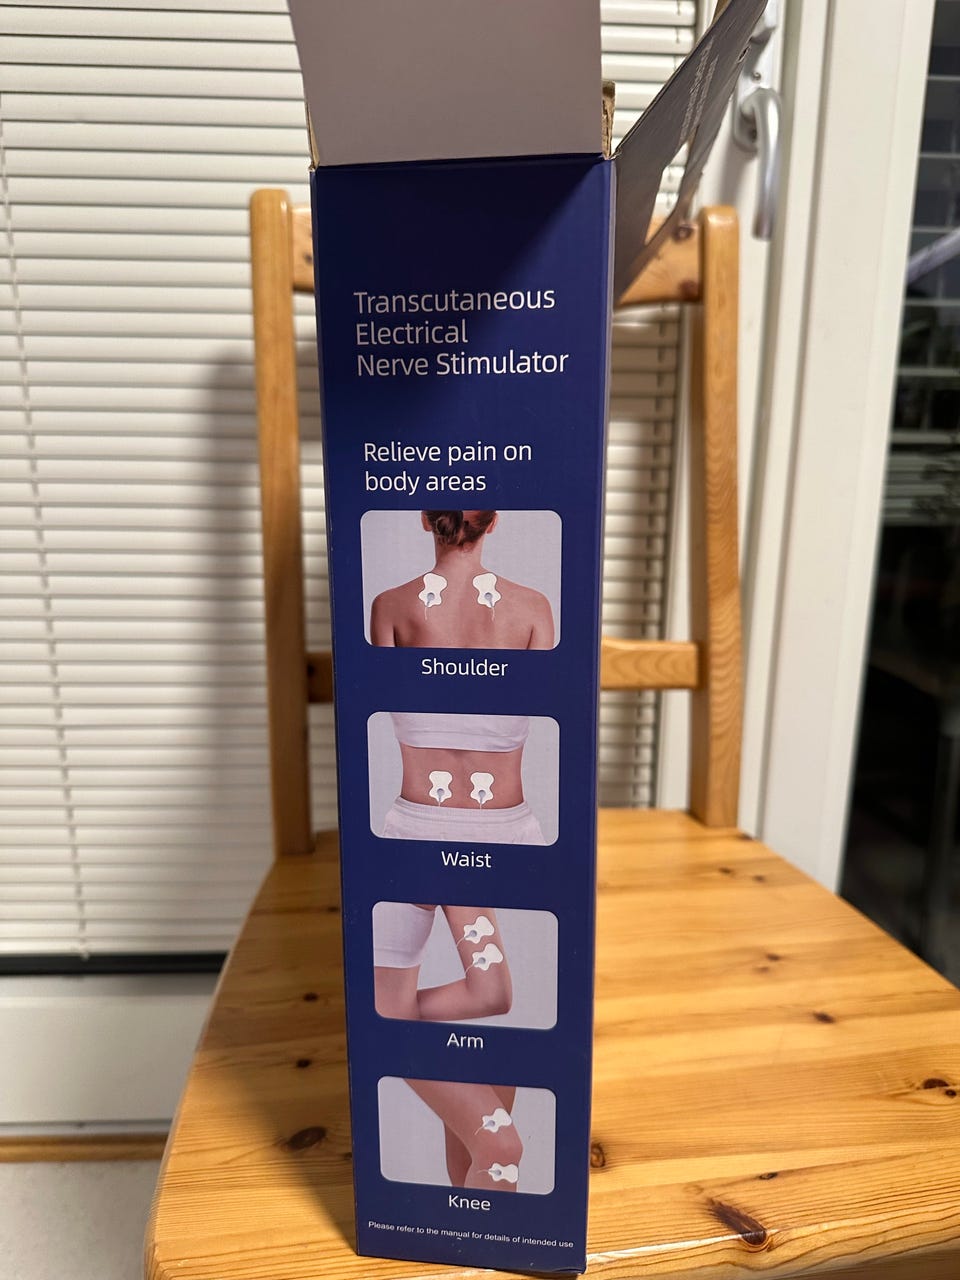 Transcutaneous
Electrical
Nerve Stimulator
Relieve pain on
body areas
Shoulder
Waist
Arm
Knee
Please refer to the manual for details of intended use